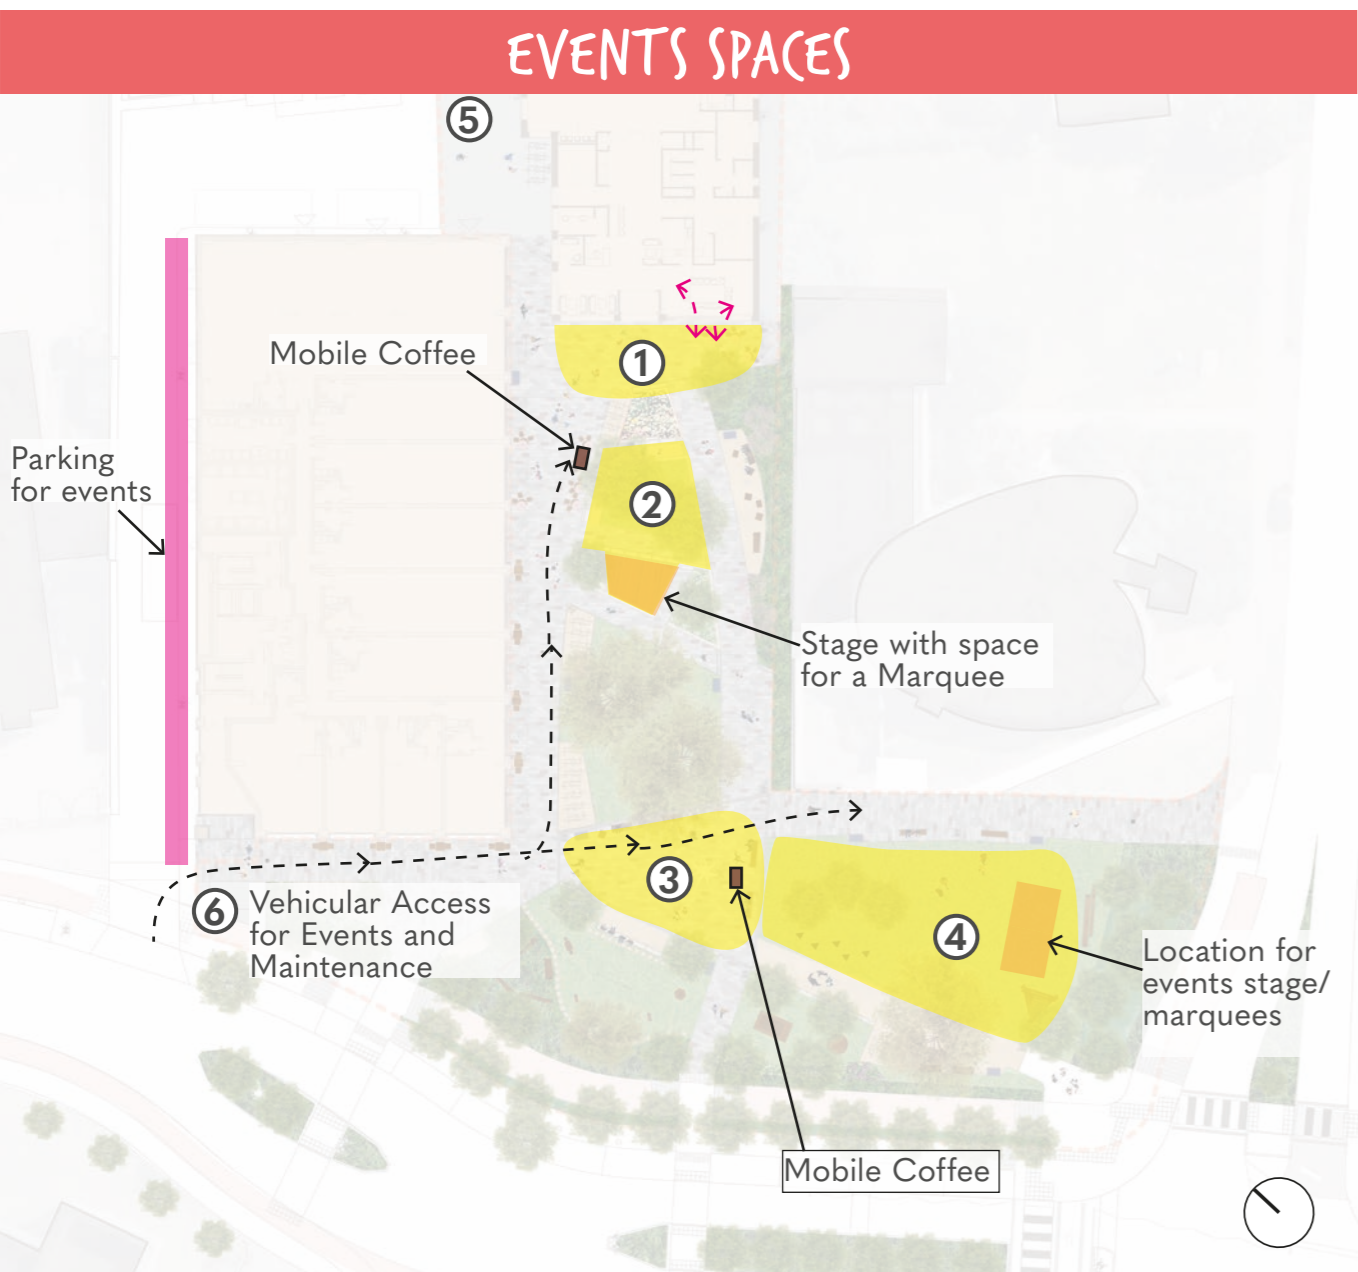 EVENTS SPACES
5
1
Mobile Coffee
Parking
for events
2
Stage with space
for a Marquee
3
6
Vehicular Access
for Events and
Maintenance
4
Location for
events stage/
marquees
Mobile Coffee